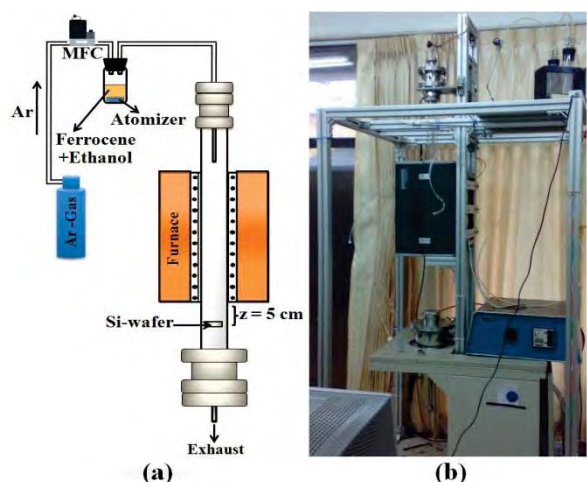 MFC
Ar
Atomizer
Ferrocene
+Ethanol
Ar -Gas
Furnace
Si-wafer
z = 5 cm
Exhaust
(a)
(b)